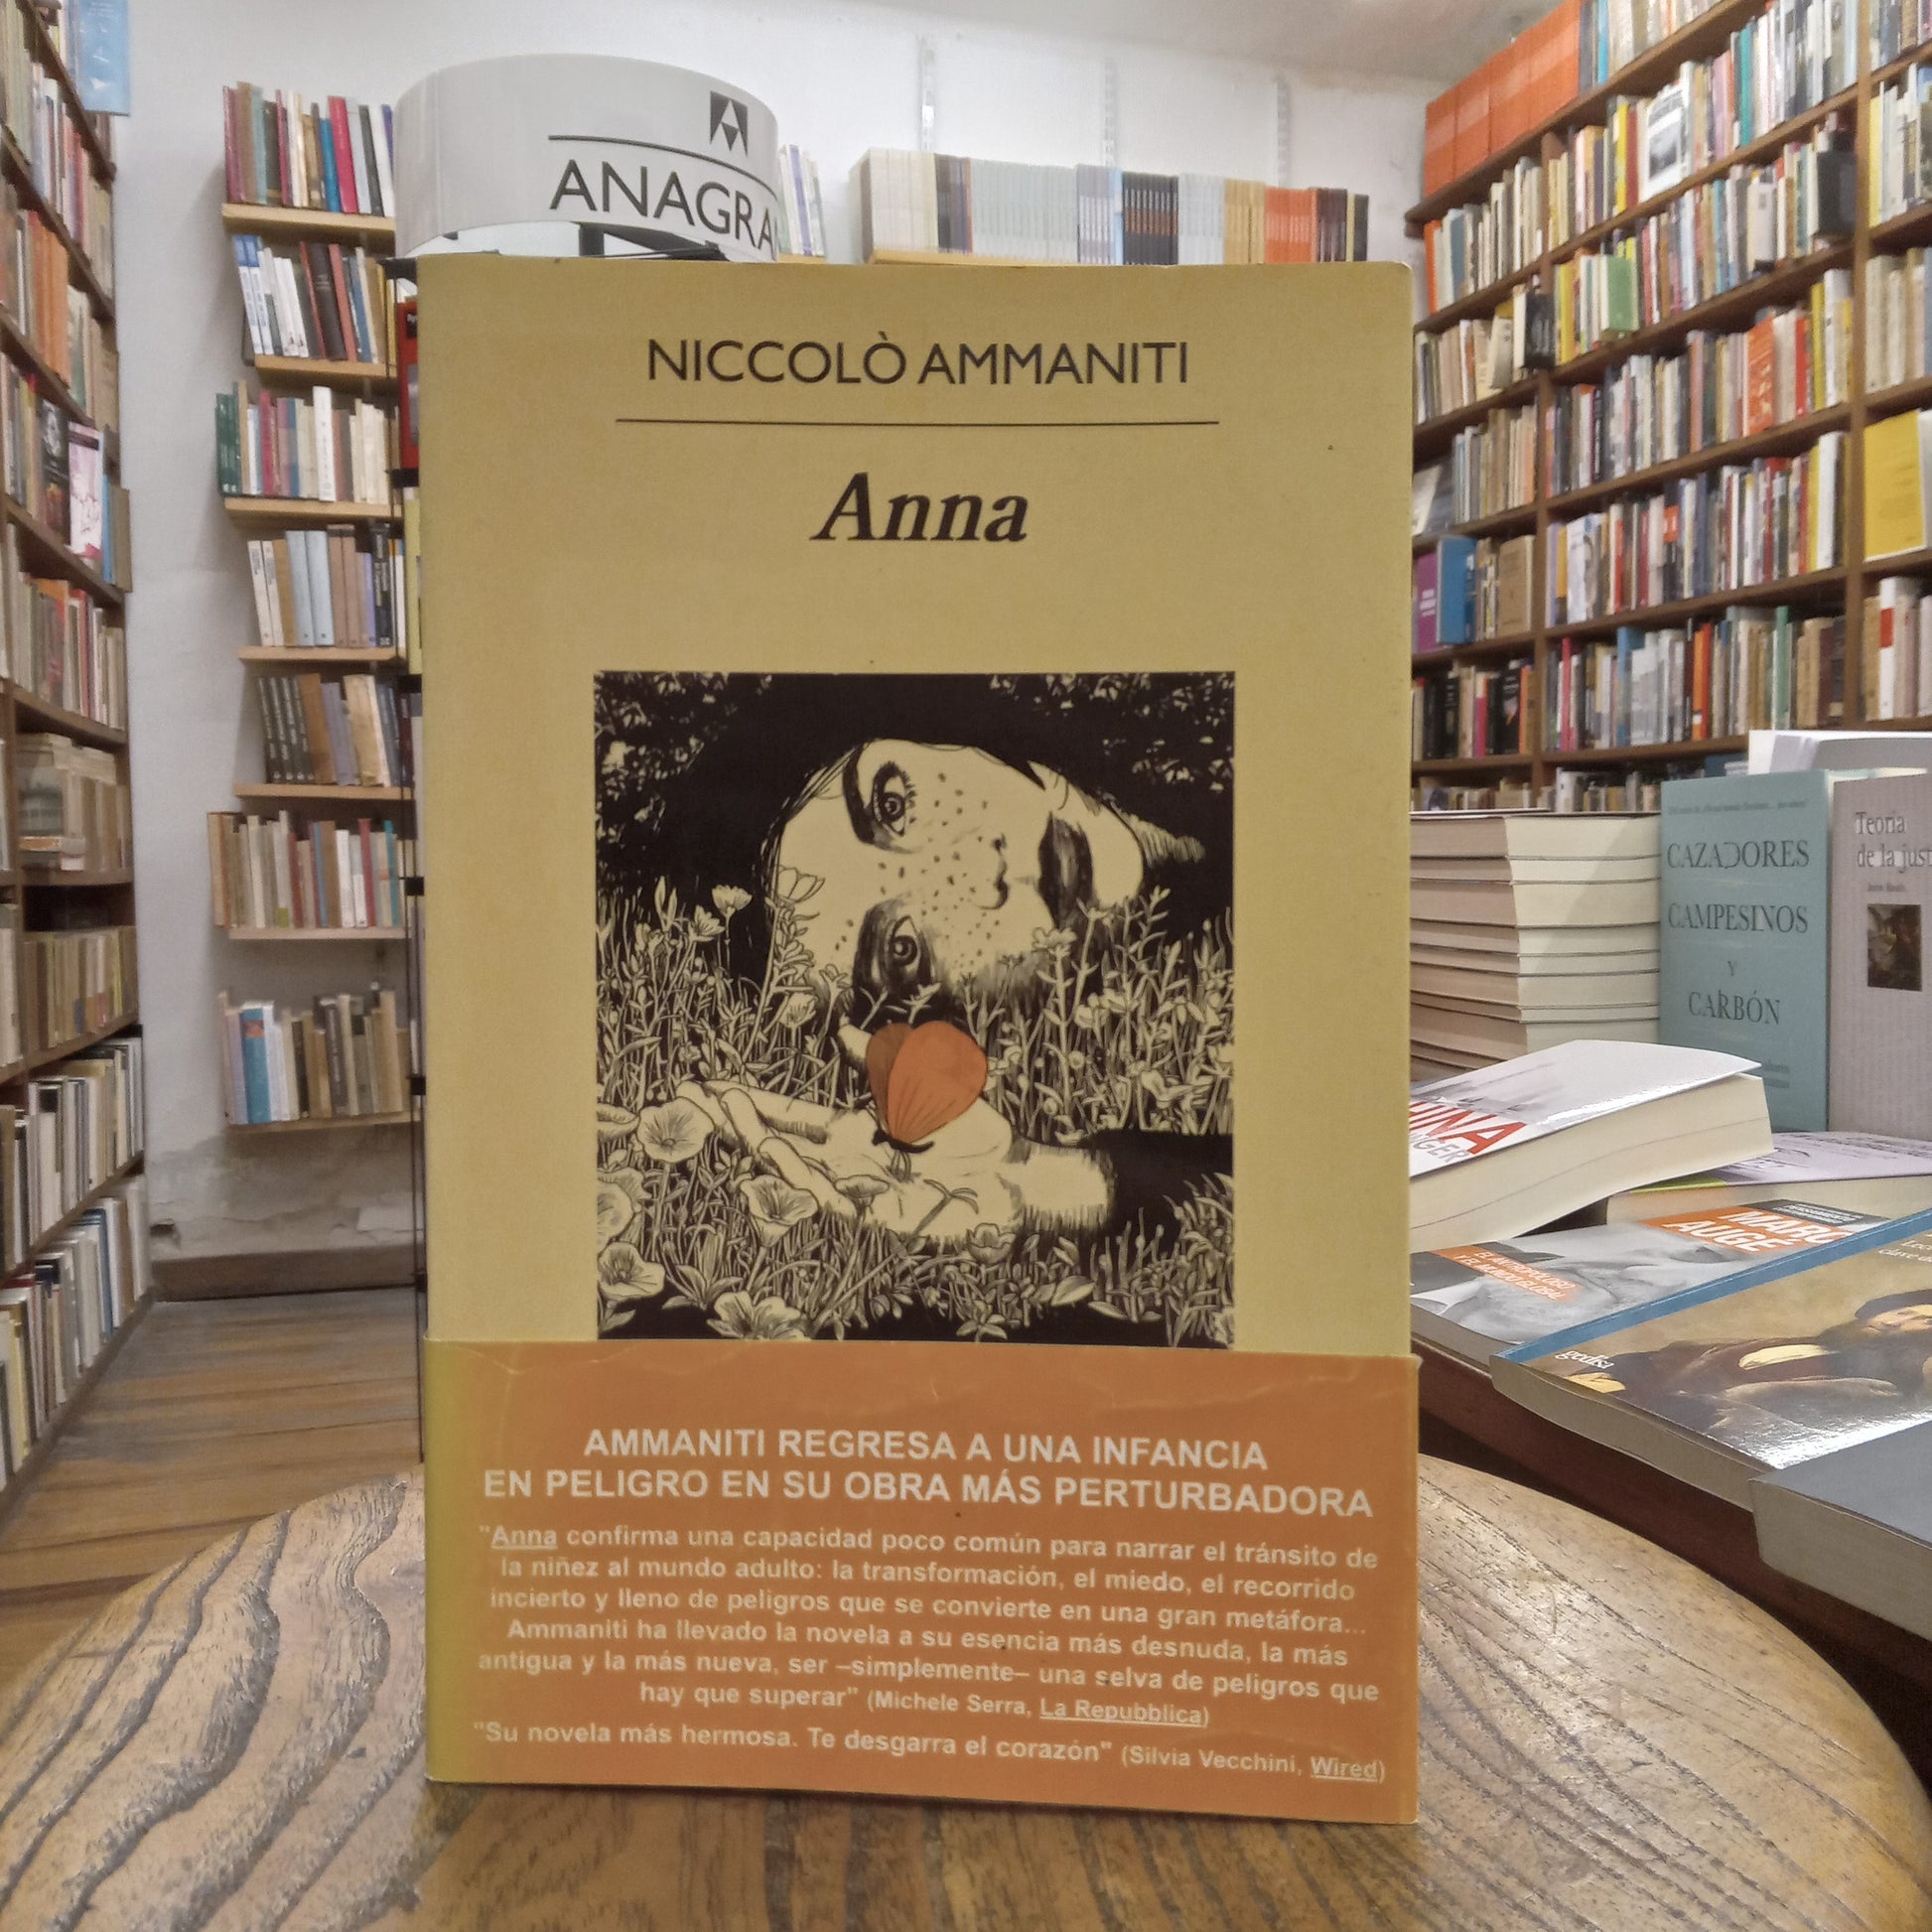 ANAGRA
NICCOLÒ AMMANITI
Anna
AMMANITI REGRESA A UNA INFANCIA
EN PELIGRO EN SU OBRA MÁS PERTURBADORA
"Anna confirma una capacidad poco común para narrar el tránsito de
la niñez al mundo adulto: la transformación, el miedo, el recorrido
incierto y lleno de peligros que se convierte en una gran metáfora...
Ammaniti ha llevado la novela a su esencia más desnuda, la más
antigua y la más nueva, ser –simplemente– una selva de peligros que
hay que superar" (Michele Serra, La Repubblica)
"Su novela más hermosa. Te desgarra el corazón" (Silvia Vecchini, Wired)
CAZADORES
CAMPESINOS
Y
CARBÓN
Teoría
de la just
MARC
AUGÉ
gedisa